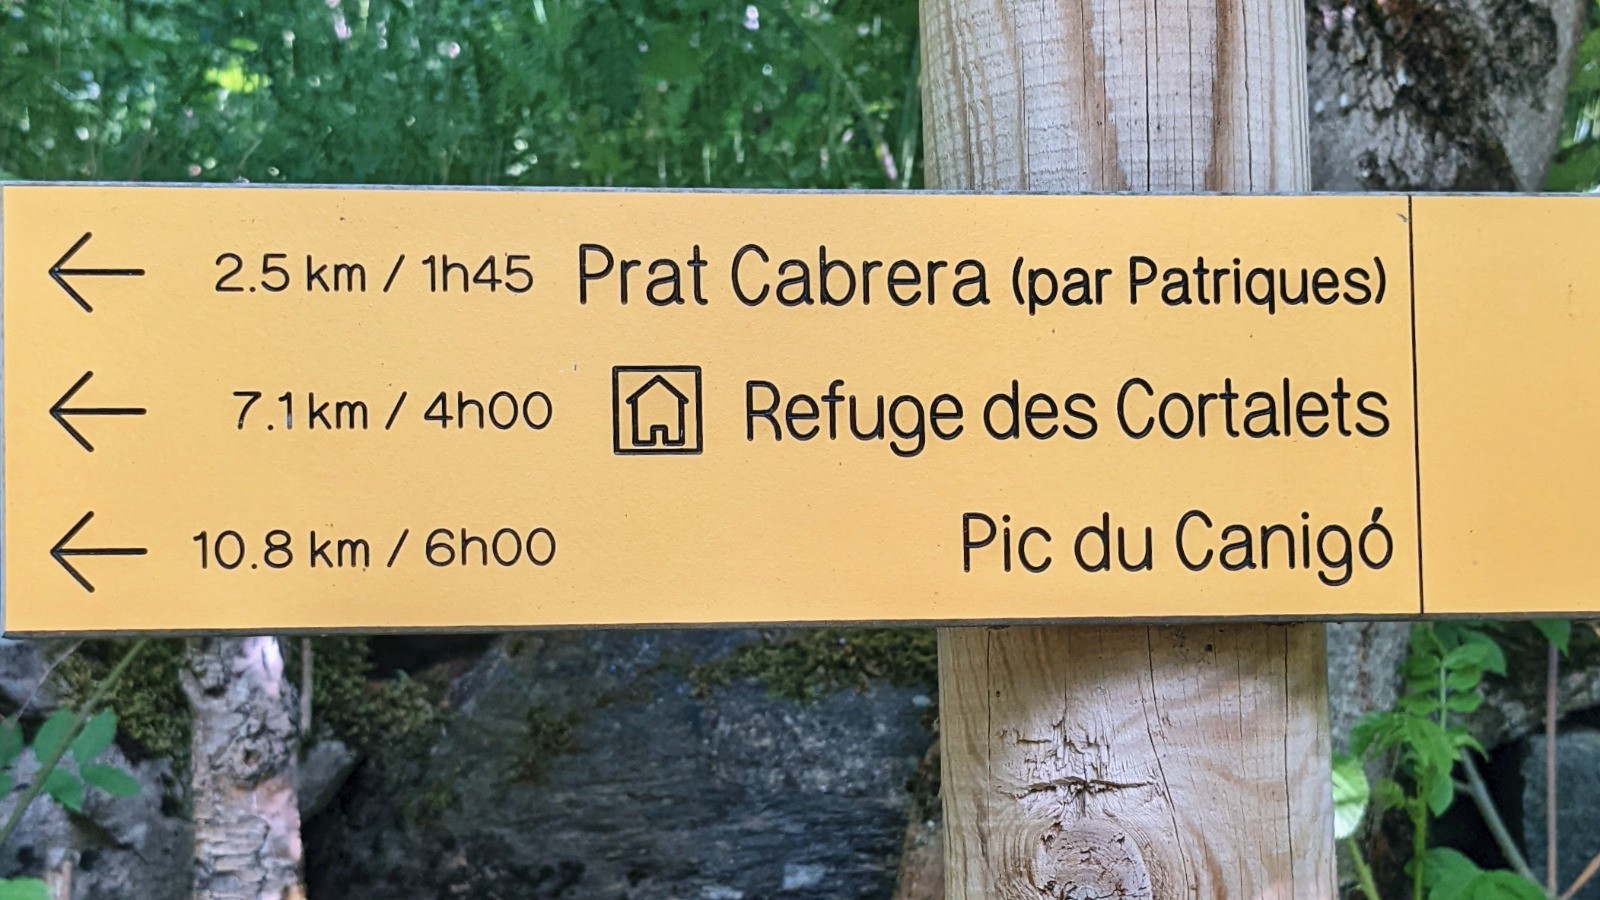 ← 2.5 km / 1h45 Prat Cabrera (par Patriques)
← 7.1 km / 4h00 Refuge des Cortalets
← 10.8 km / 6h00 Pic du Canigó